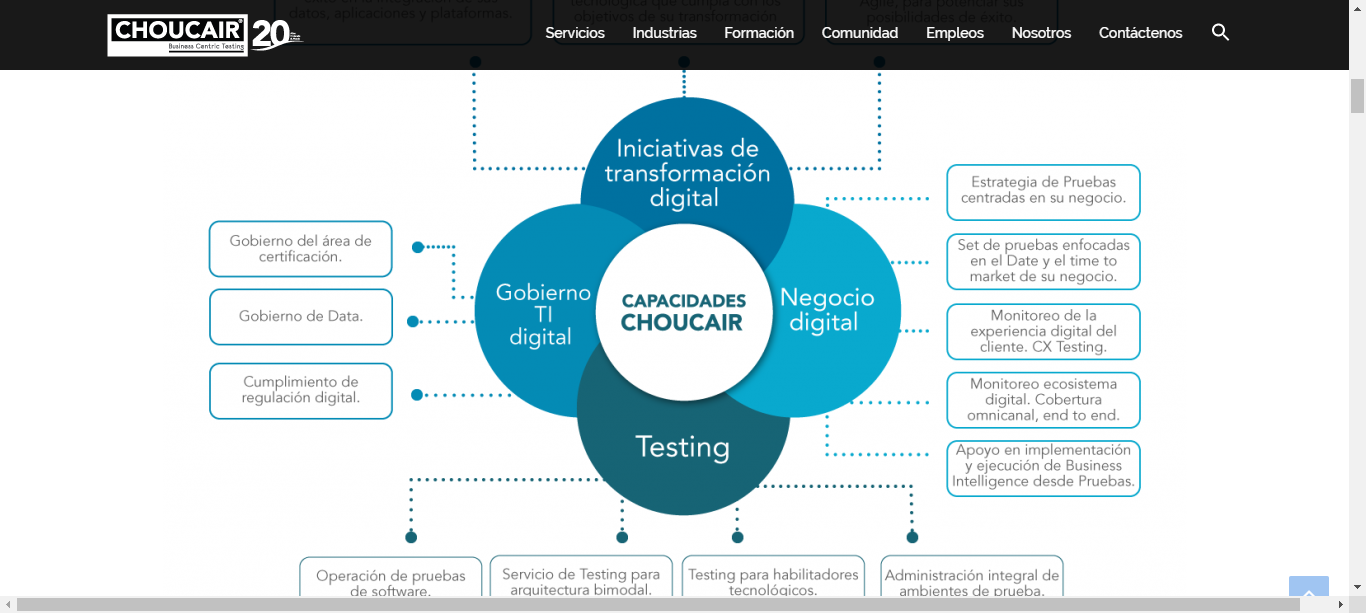 datos, aplicaciones y plataformas.
tecnológica que cumpla con los
objetivos de su transformación
Agile, para potenciar sus
posibilidades de éxito.
CHOUCAIR
Business Centric Testing
20
Servicios
Industrias
Formación
Comunidad
Empleos
Nosotros
Contáctenos
Iniciativas de
transformación
digital
Gobierno del área de
certificación.
Gobierno de Data.
Cumplimiento de
regulación digital.
Gobierno
TI
digital
CAPACIDADES
CHOUCAIR
Negocio
digital
Testing
Estrategia de Pruebas
centradas en su negocio.
Set de pruebas enfocadas
en el Date y el time to
market de su negocio.
Monitoreo de la
experiencia digital del
cliente. CX Testing.
Monitoreo ecosistema
digital. Cobertura
omnicanal, end to end.
Apoyo en implementación
y ejecución de Business
Intelligence desde Pruebas.
Operación de pruebas
de software.
Servicio de Testing para
arquitectura bimodal.
Testing para habilitadores
tecnológicos.
Administración integral de
ambientes de prueba.